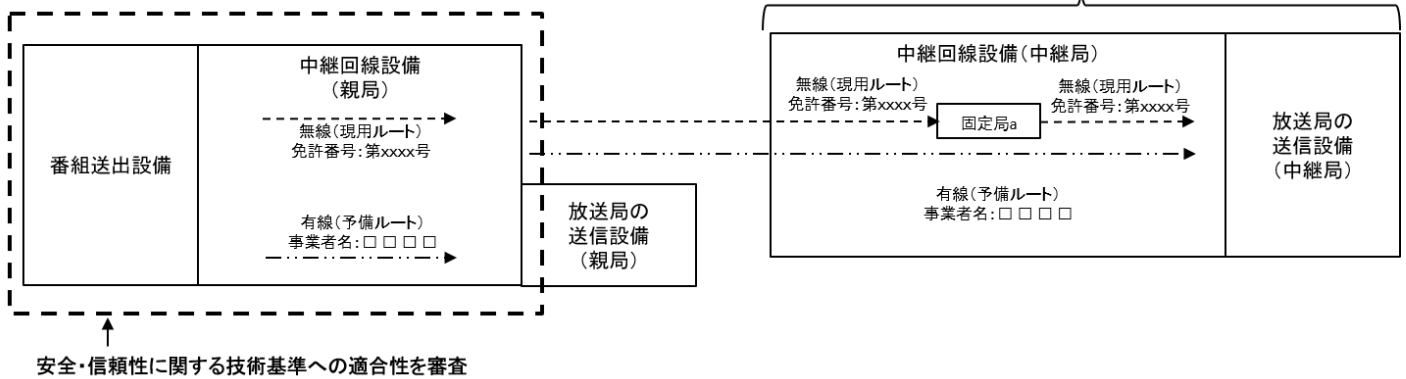 番組送出設備
中継回線設備
(親局)
無線(現用ルート)
免許番号:第xxxx号
有線(予備ルート)
事業者名:□□□□
放送局の
送信設備
(親局)
中継回線設備(中継局)
無線(現用ルート)
免許番号:第xxxx号
固定局a
無線(現用ルート)
免許番号:第xxxx号
有線(予備ルート)
事業者名:□□□□
放送局の
送信設備
(中継局)
安全・信頼性に関する技術基準への適合性を審査